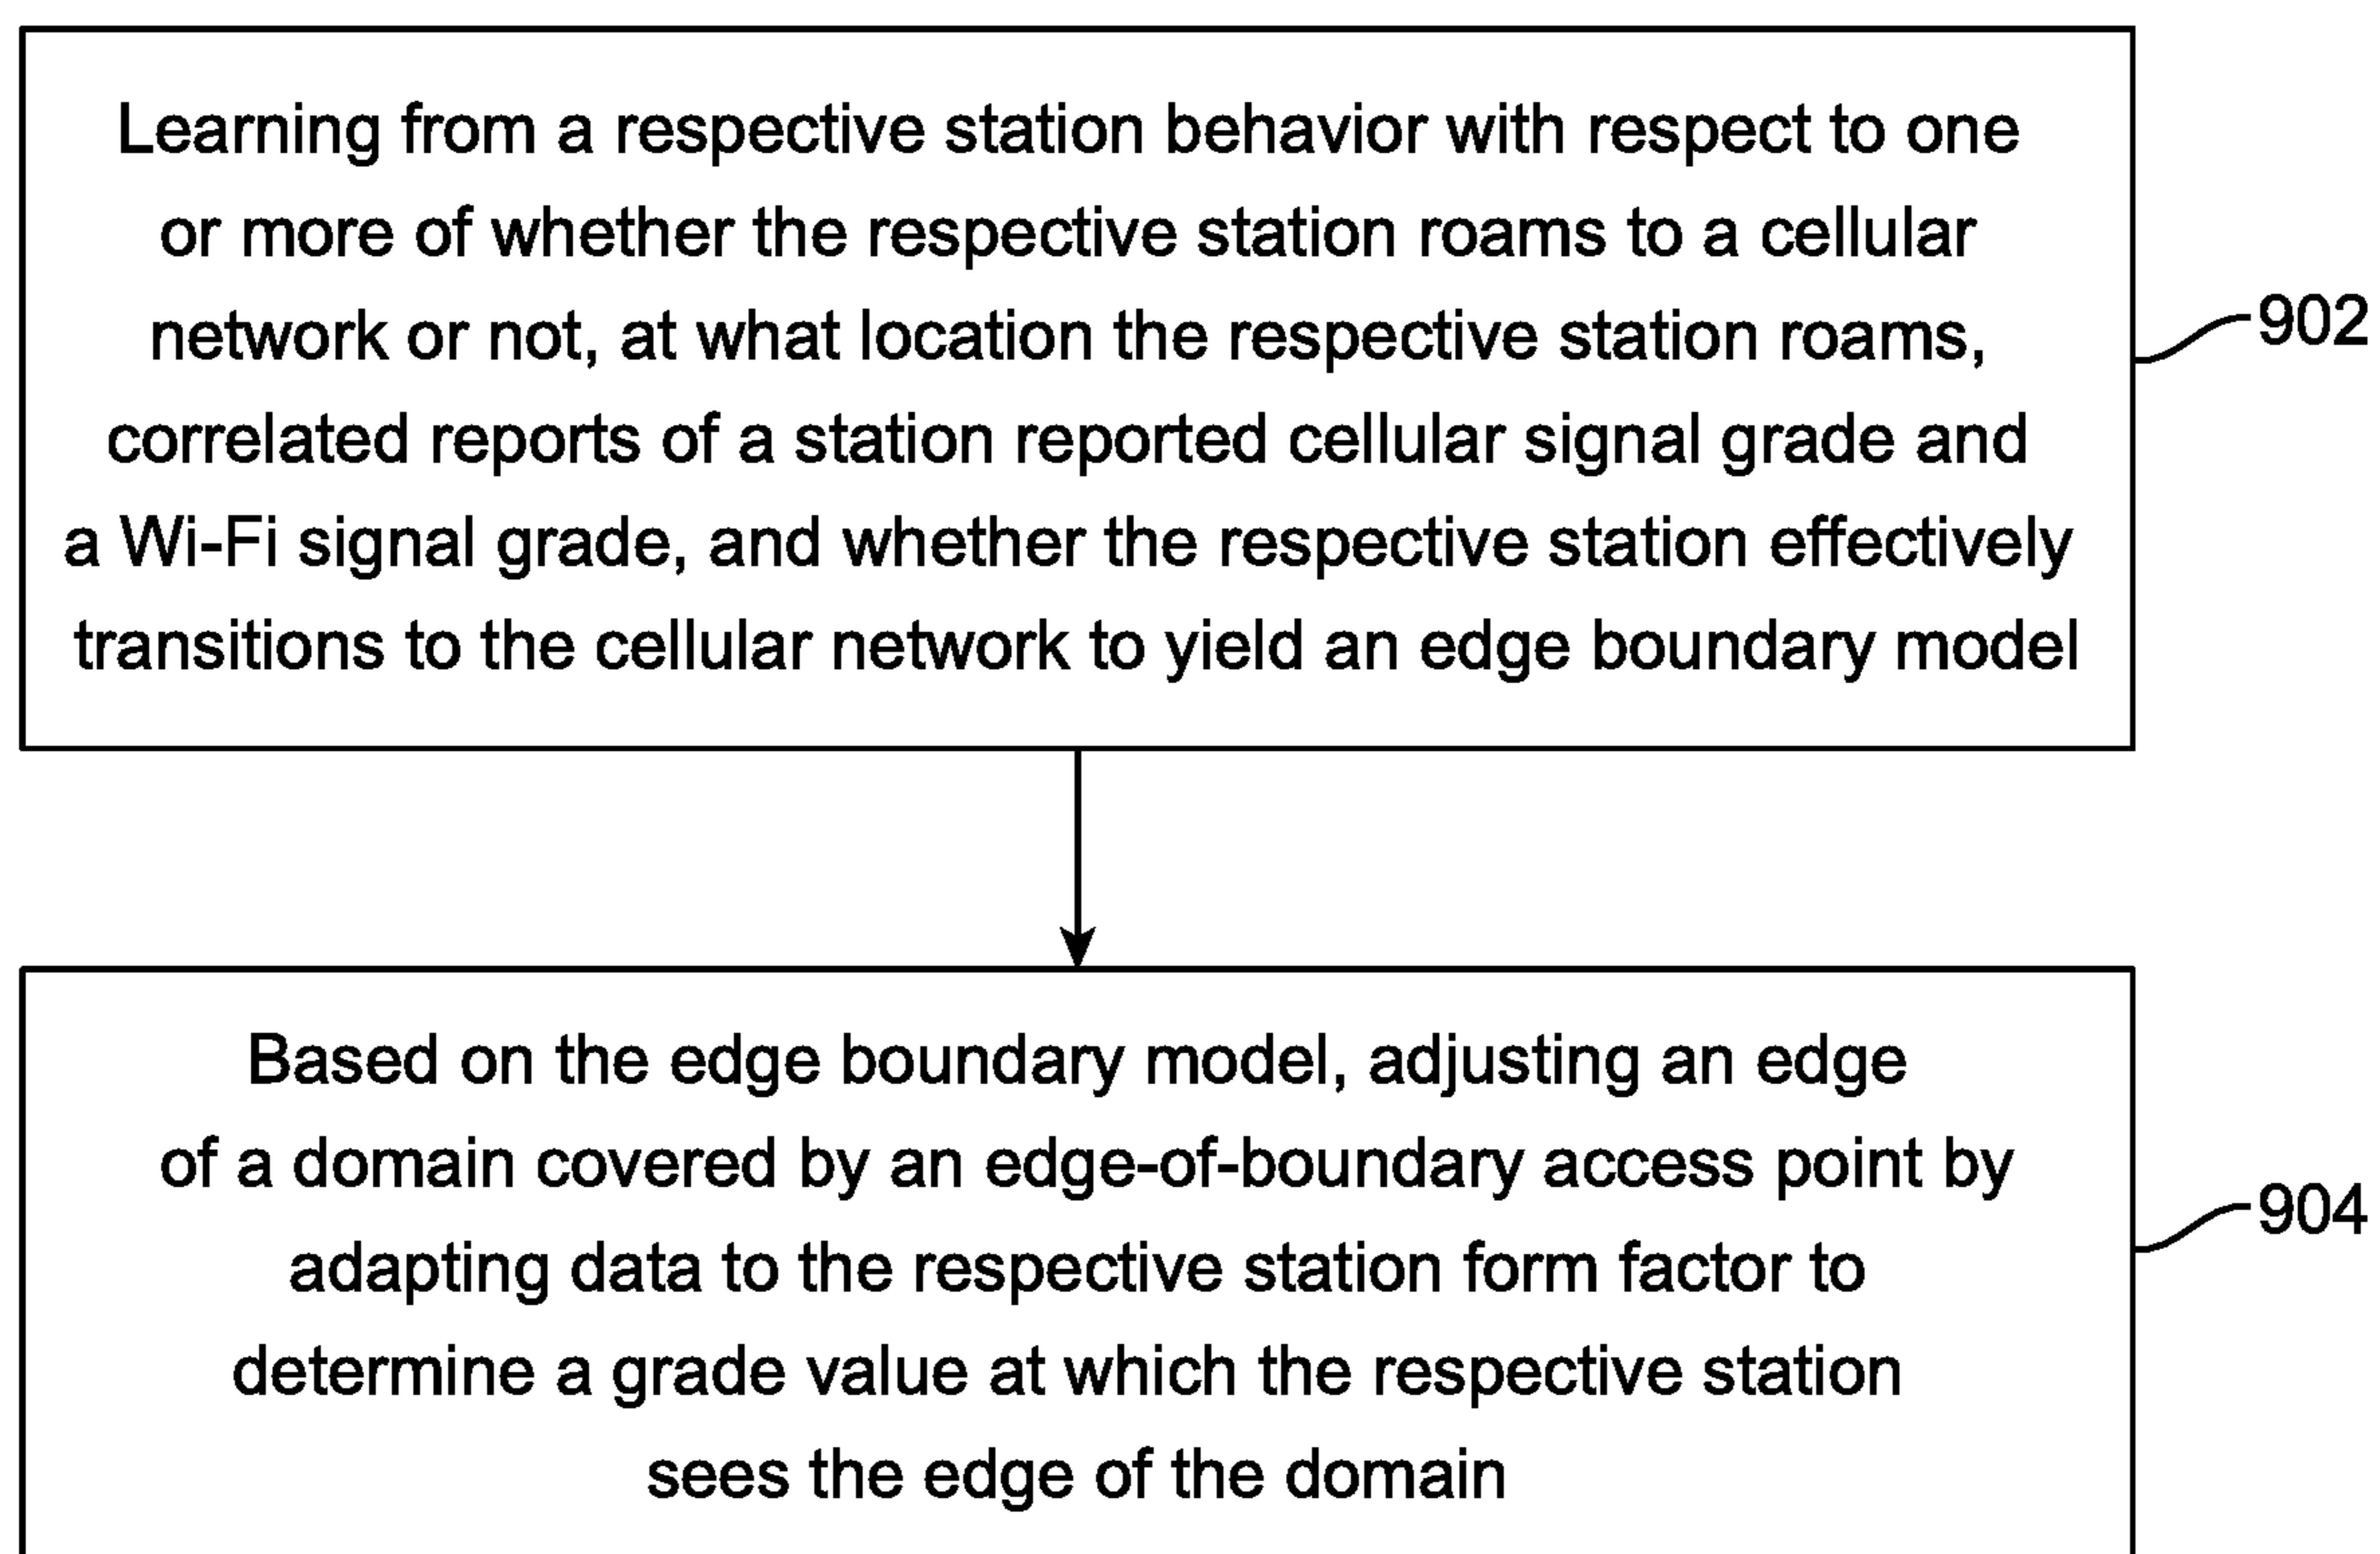 Learning from a respective station behavior with respect to one
or more of whether the respective station roams to a cellular
network or not, at what location the respective station roams,
correlated reports of a station reported cellular signal grade and
a Wi-Fi signal grade, and whether the respective station effectively
transitions to the cellular network to yield an edge boundary model
902
Based on the edge boundary model, adjusting an edge
of a domain covered by an edge-of-boundary access point by
adapting data to the respective station form factor to
determine a grade value at which the respective station
sees the edge of the domain
904